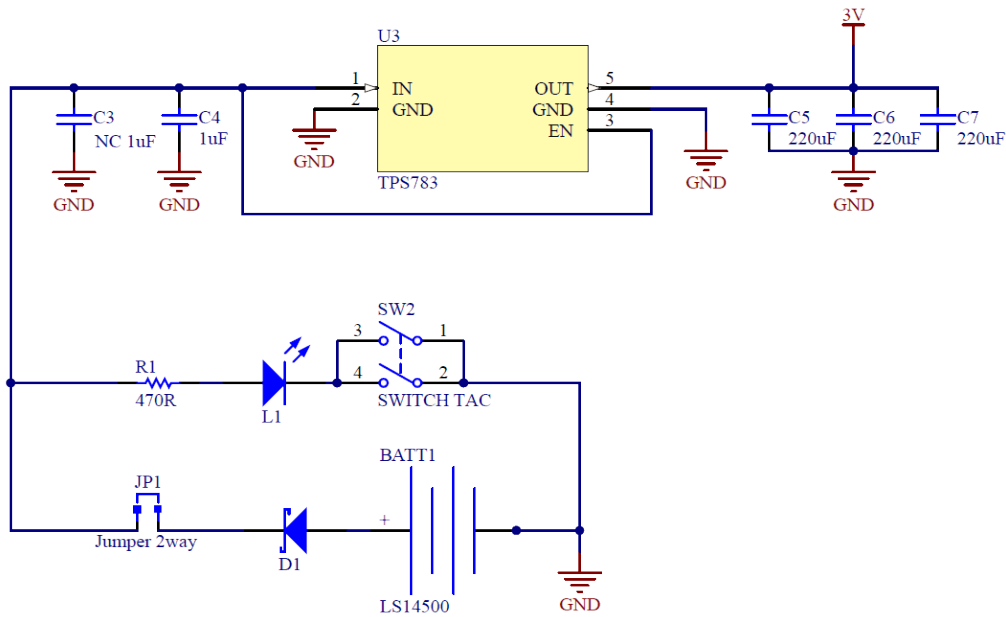 3V
U3
1 IN OUT 5
2 GND GND 4
EN 3
TPS783
C3
NC 1uF
C4
1uF
GND
GND
GND
GND
C5
220uF
C6
220uF
C7
220uF
GND
SW2
3 1
4 2
SWITCH TAC
R1
470R
L1
BATT1
+
LS14500
JP1
Jumper 2way
D1
GND